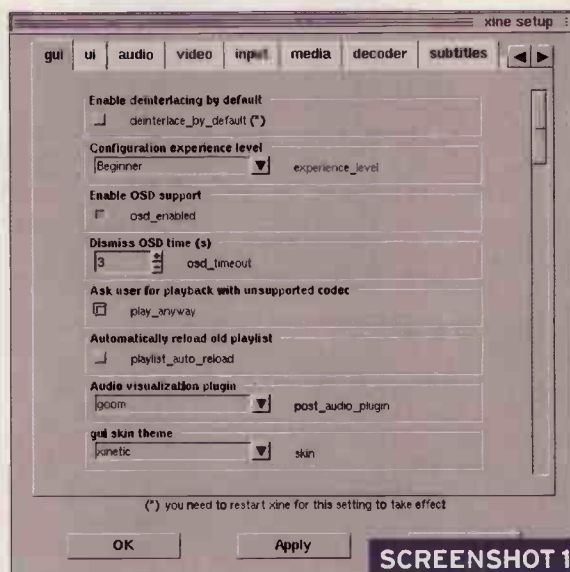 xine setup
gui ui audio video input media decoder subtitles
Enable deinterlacing by default
deinterlace_by_default (*)
Configuration experience level
Beginner experience_level
Enable OSD support
osd_enabled
Dismiss OSD time (s)
3 osd_timeout
Ask user for playback with unsupported codec
play_anyway
Automatically reload old playlist
playlist_auto_reload
Audio visualization plugin
goom post_audio_plugin
gui skin theme
xinetic skin
(*) you need to restart xine for this setting to take effect
OK Apply
SCREENSHOT 1